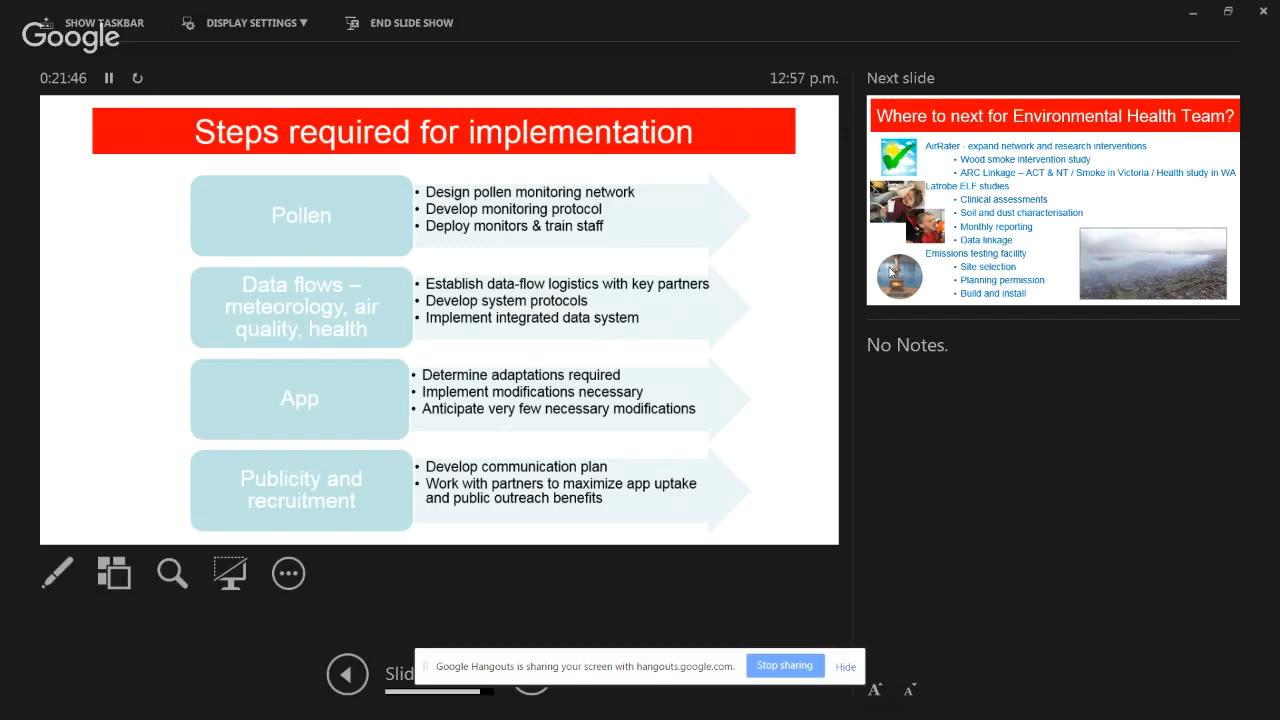 SHOW TASKBAR
DISPLAY SETTINGS ▼
END SLIDE SHOW
Google
0:21:46
12:57 p.m.
Next slide
Steps required for implementation
Pollen
• Design pollen monitoring network
• Develop monitoring protocol
• Deploy monitors & train staff
Data flows –
meteorology, air
quality, health
• Establish data-flow logistics with key partners
• Develop system protocols
• Implement integrated data system
App
• Determine adaptations required
• Implement modifications necessary
• Anticipate very few necessary modifications
Publicity and
recruitment
• Develop communication plan
• Work with partners to maximize app uptake
and public outreach benefits
Where to next for Environmental Health Team?
AirRater - expand network and research interventions
• Wood smoke intervention study
• ARC Linkage – ACT & NT / Smoke in Victoria / Health study in WA
Latrobe ELF studies
• Clinical assessments
• Soil and dust characterisation
• Monthly reporting
• Data linkage
Emissions testing facility
• Site selection
• Planning permission
• Build and install
No Notes.
Google Hangouts is sharing your screen with hangouts.google.com.
Stop sharing
Hide
A A